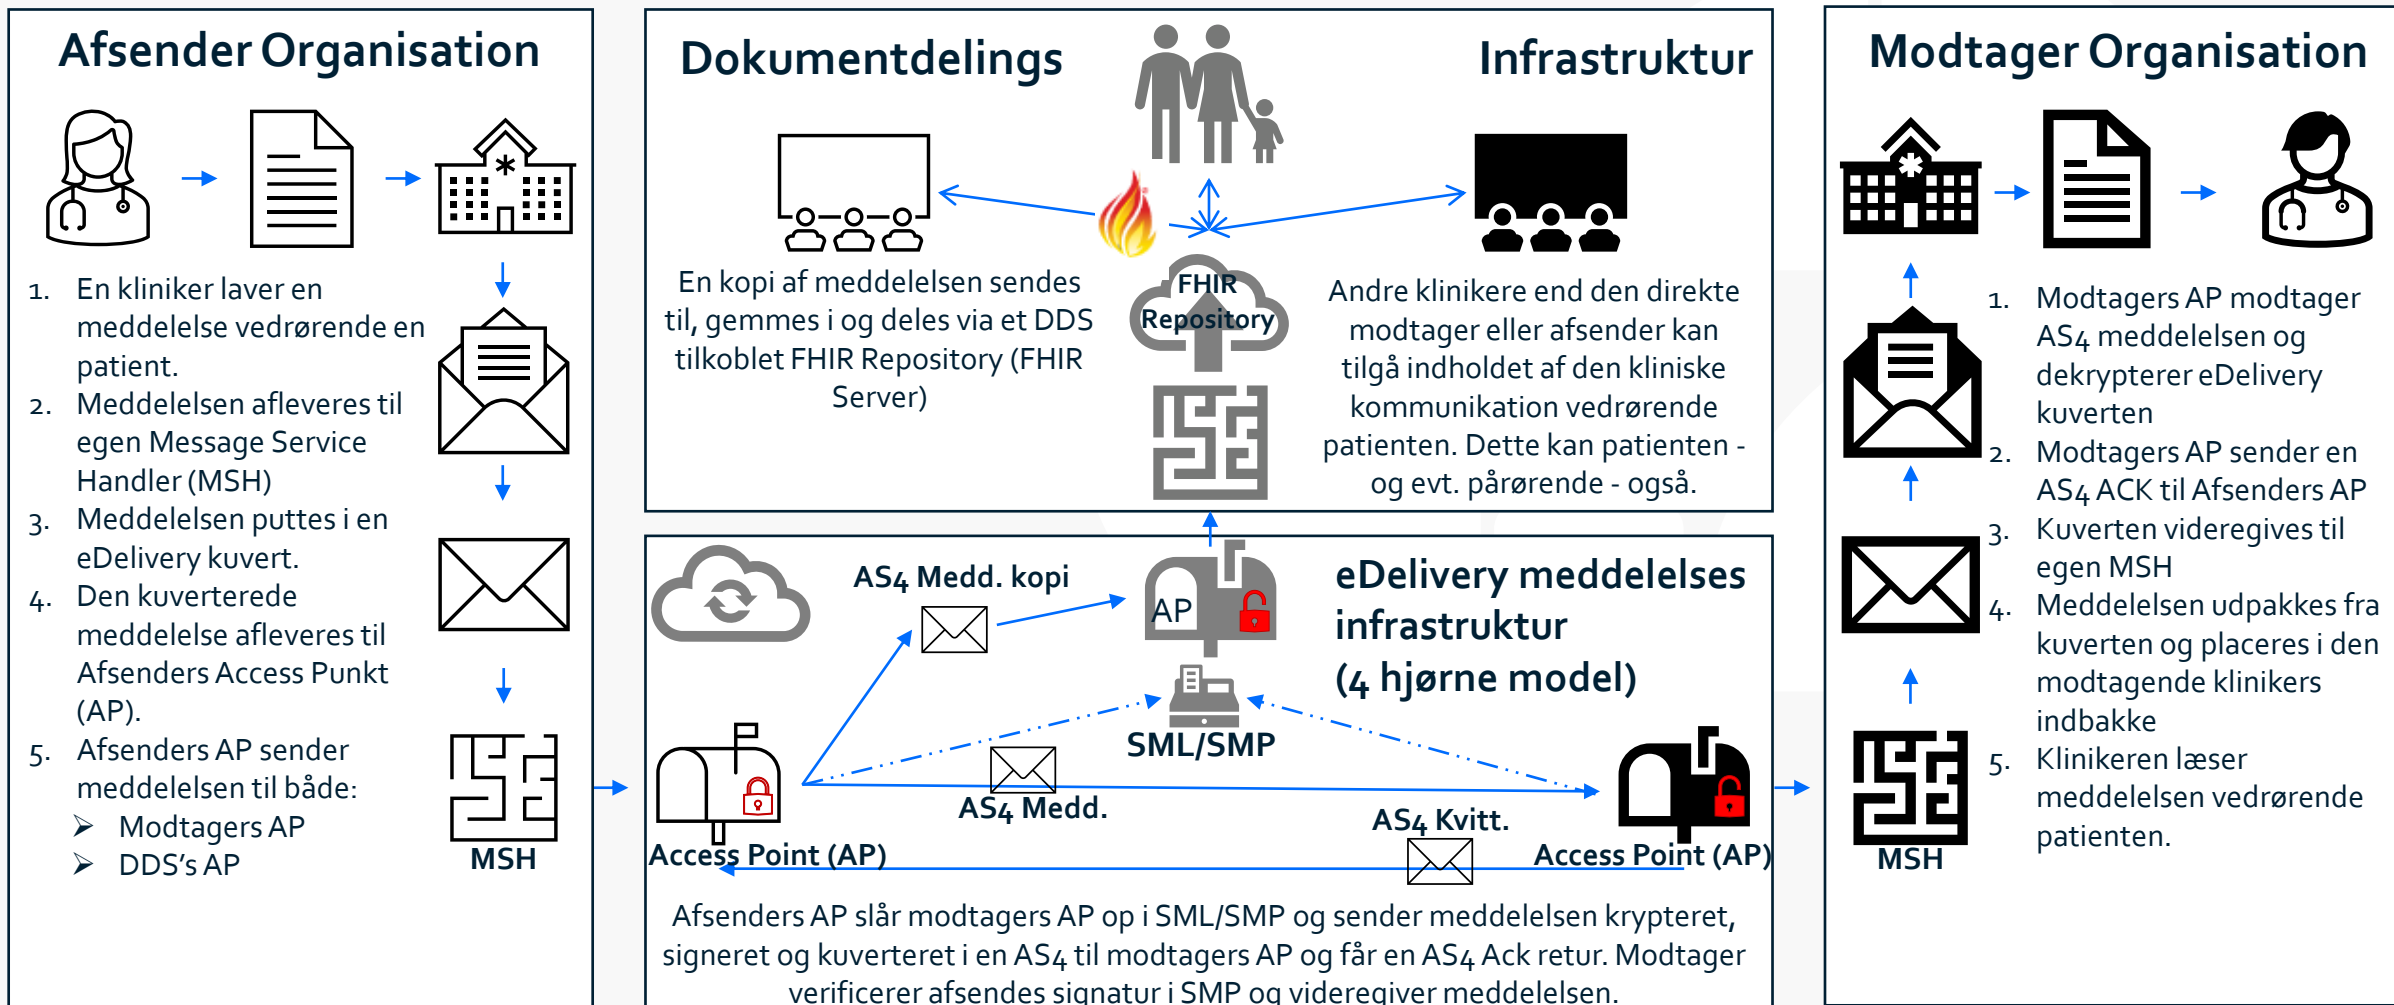 Afsender Organisation
1. En kliniker laver en
meddelelse vedrørende en
patient.
2. Meddelelsen afleveres til
egen Message Service
Handler (MSH)
3. Meddelelsen puttes i en
eDelivery kuvert.
4. Den kuverterede
meddelelse afleveres til
Afsenders Access Punkt
(AP).
5. Afsenders AP sender
meddelelsen til både:
➢ Modtagers AP
➢ DDS's AP
MSH
Dokumentdelings Infrastruktur
En kopi af meddelelsen sendes
til, gemmes i og deles via et DDS
tilkoblet FHIR Repository (FHIR
Server)
FHIR
Repository
Andre klinikere end den direkte
modtager eller afsender kan
tilgå indholdet af den kliniske
kommunikation vedrørende
patienten. Dette kan patienten -
og evt. pårørende - også.
AS4 Medd. kopi
AP
eDelivery meddelelses
infrastruktur
(4 hjørne model)
SML/SMP
AS4 Medd.
AS4 Kvitt.
Access Point (AP)
Access Point (AP)
Afsenders AP slår modtagers AP op i SML/SMP og sender meddelelsen krypteret,
signeret og kuverteret i en AS4 til modtagers AP og får en AS4 Ack retur. Modtager
verificerer afsendes signatur i SMP og videregiver meddelelsen.
Modtager Organisation
1. Modtagers AP modtager
AS4 meddelelsen og
dekrypterer eDelivery
kuverten
2. Modtagers AP sender en
AS4 ACK til Afsenders AP
3. Kuverten videregives til
egen MSH
4. Meddelelsen udpakkes fra
kuverten og placeres i den
modtagende klinikers
indbakke
5. Klinikeren læser
meddelelsen vedrørende
patienten.
MSH